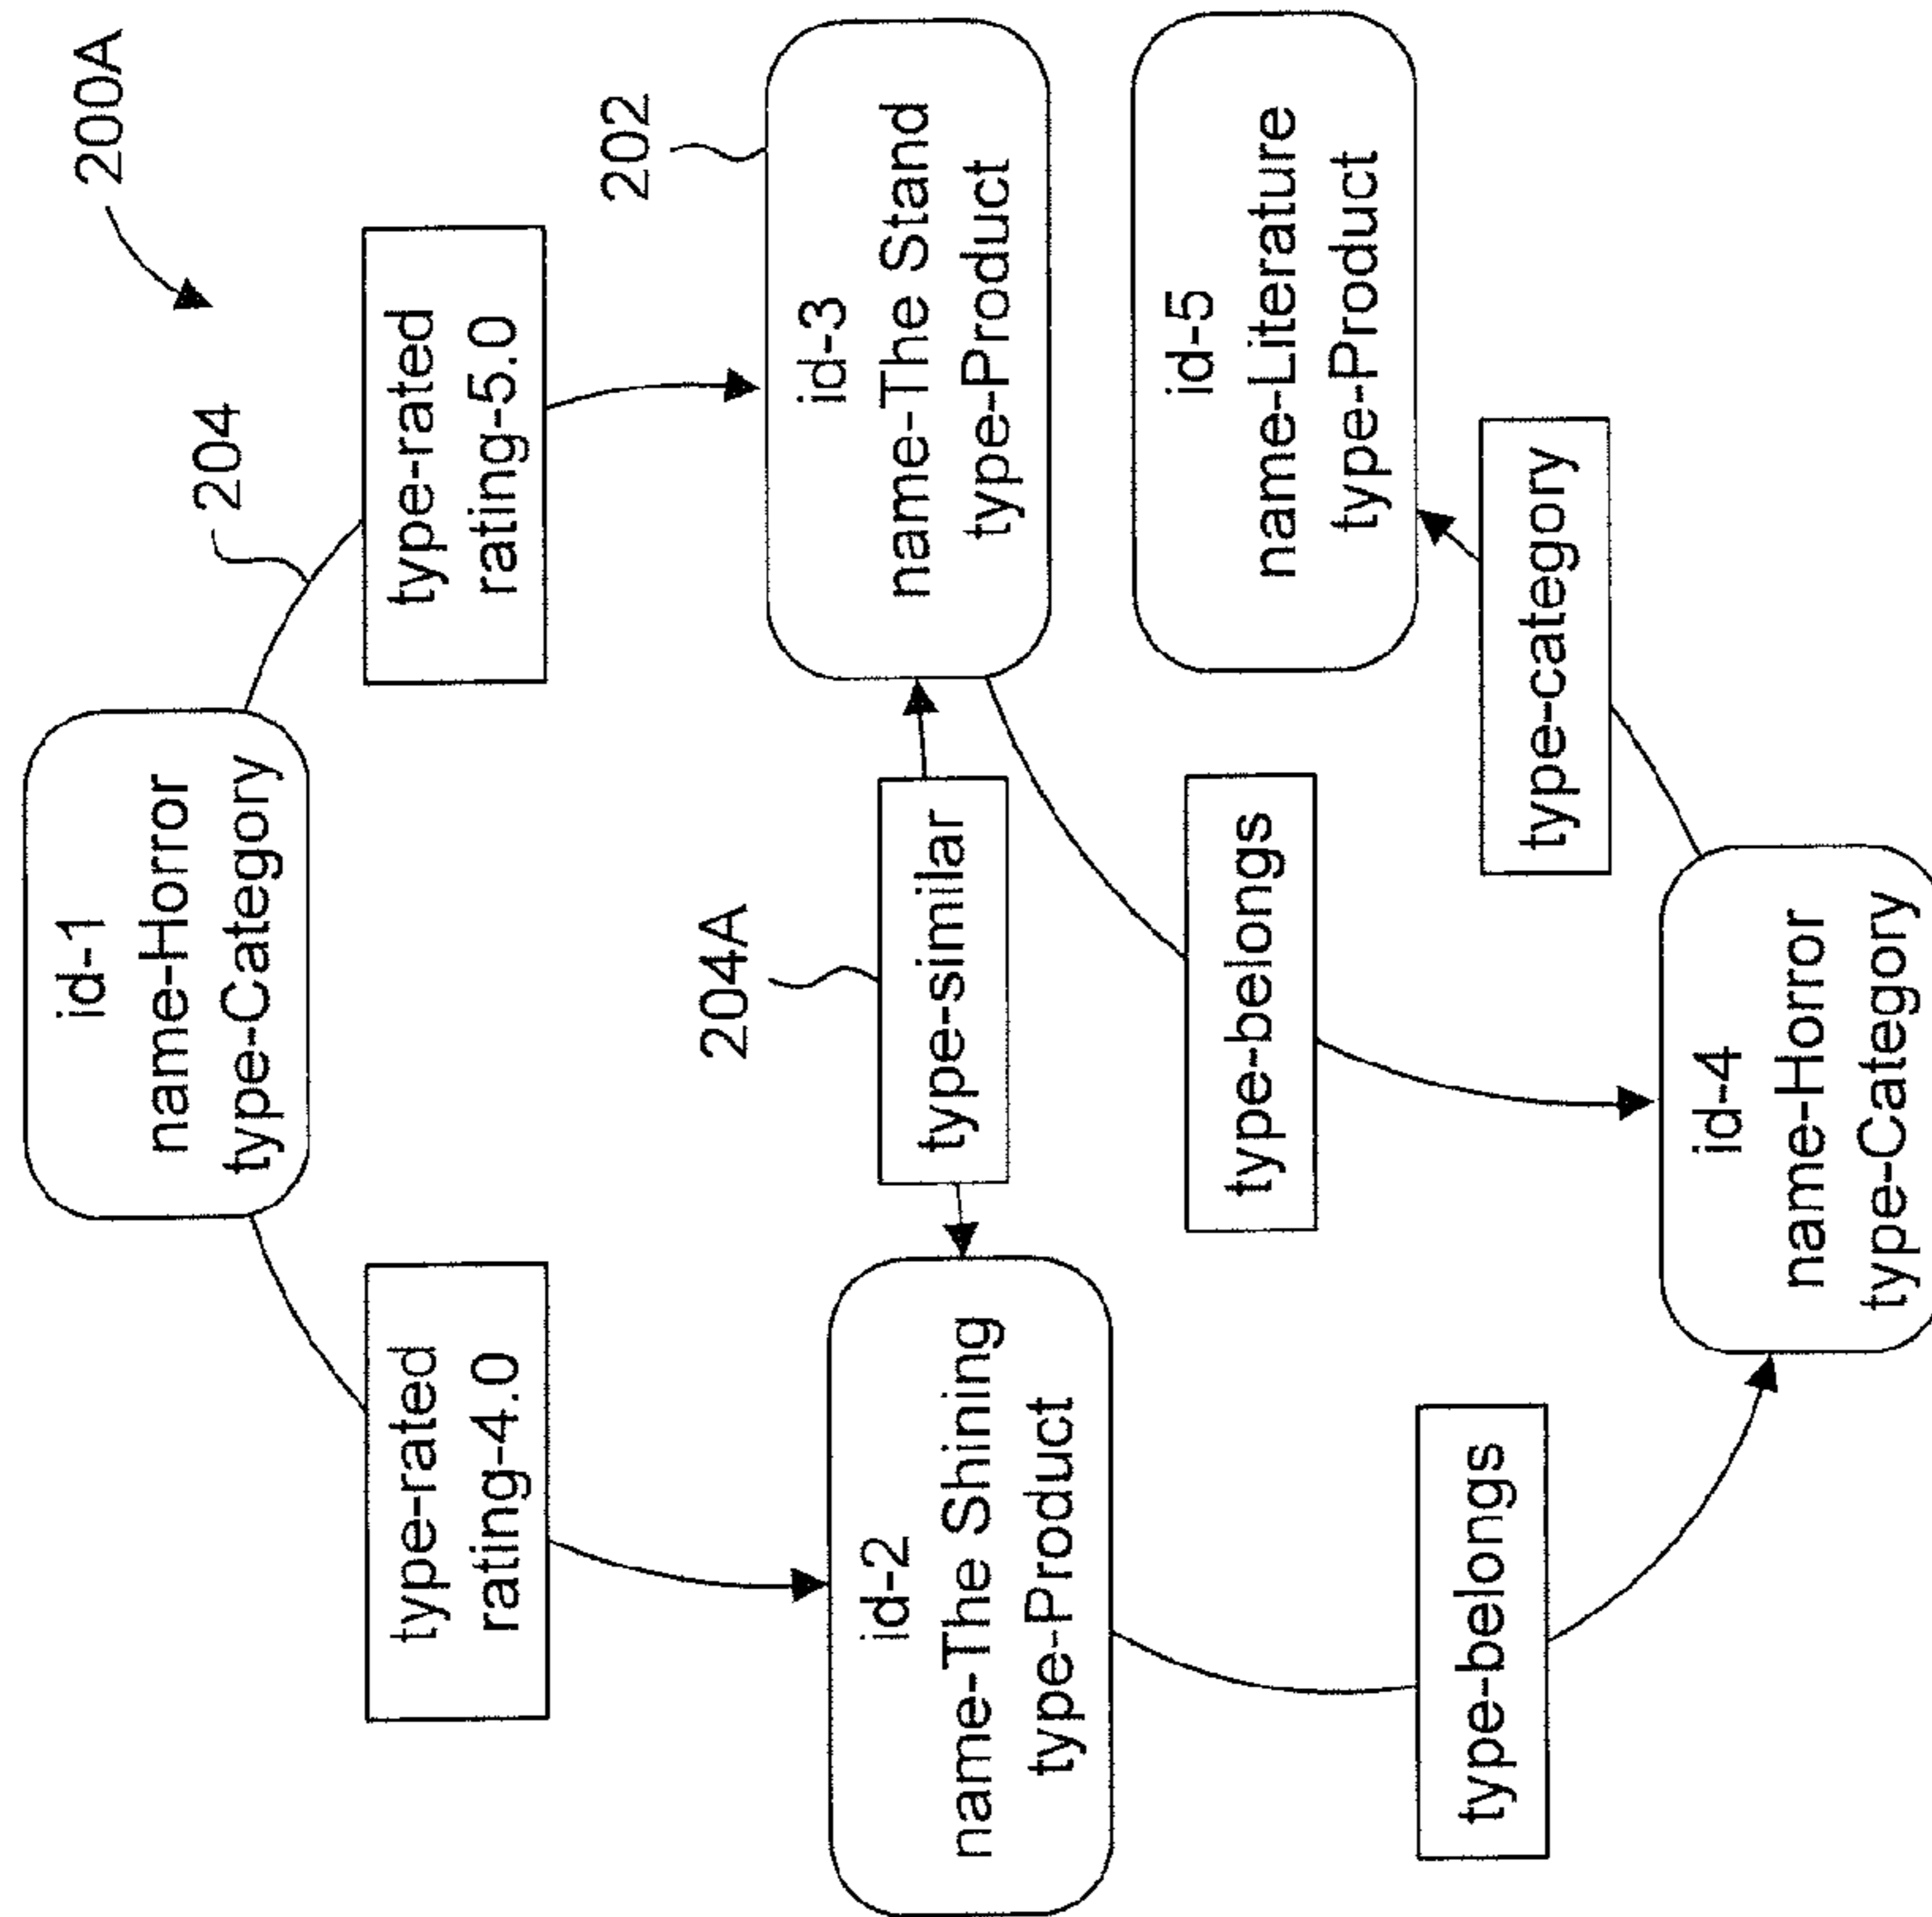 200A
204
id-1
name-Horror
type-Category
type-rated
rating-4.0
type-rated
rating-5.0
202
id-2
name-The Shining
type-Product
204A
type-similar
id-3
name-The Stand
type-Product
type-belongs
type-belongs
id-5
name-Literature
type-Product
type-category
id-4
name-Horror
type-Category